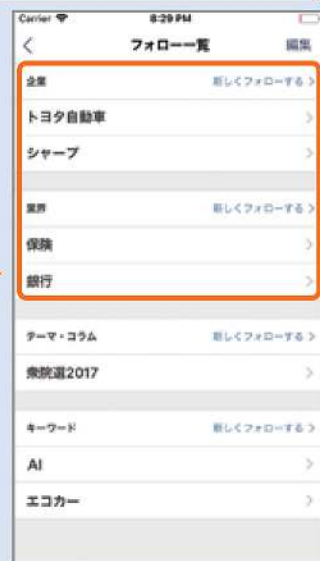 Carrier 8:29 PM
フォロー一覧 編集
企業 新しくフォローする
トヨタ自動車
シャープ
業界 新しくフォローする
保険
銀行
テーマ・コラム 新しくフォローする
衆院選2017
キーワード 新しくフォローする
AI
エコカー